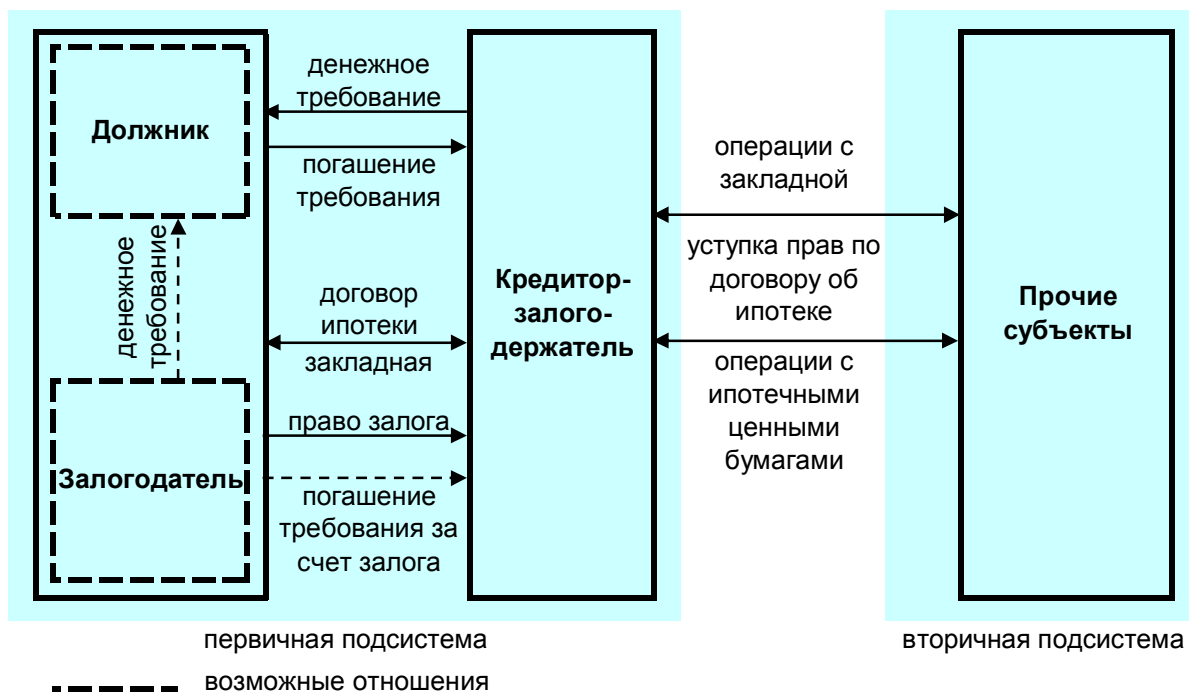 денежное
требование
Должник
погашение
требования
денежное
требование
договор
ипотеки
закладная
право залога
Залогодатель
погашение
требования за
счет залога
Кредитор-
залого-
держатель
операции с
закладной
уступка прав по
договору об
ипотеке
операции с
ипотечными
ценными
бумагами
Прочие
субъекты
первичная подсистема
вторичная подсистема
возможные отношения